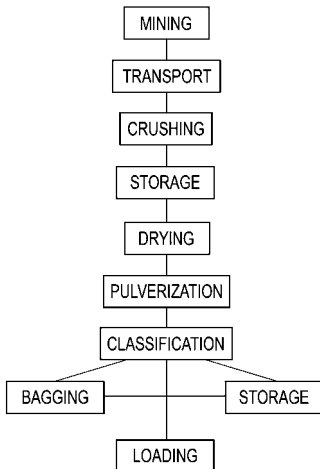 MINING
TRANSPORT
CRUSHING
STORAGE
DRYING
PULVERIZATION
CLASSIFICATION
BAGGING
STORAGE
LOADING